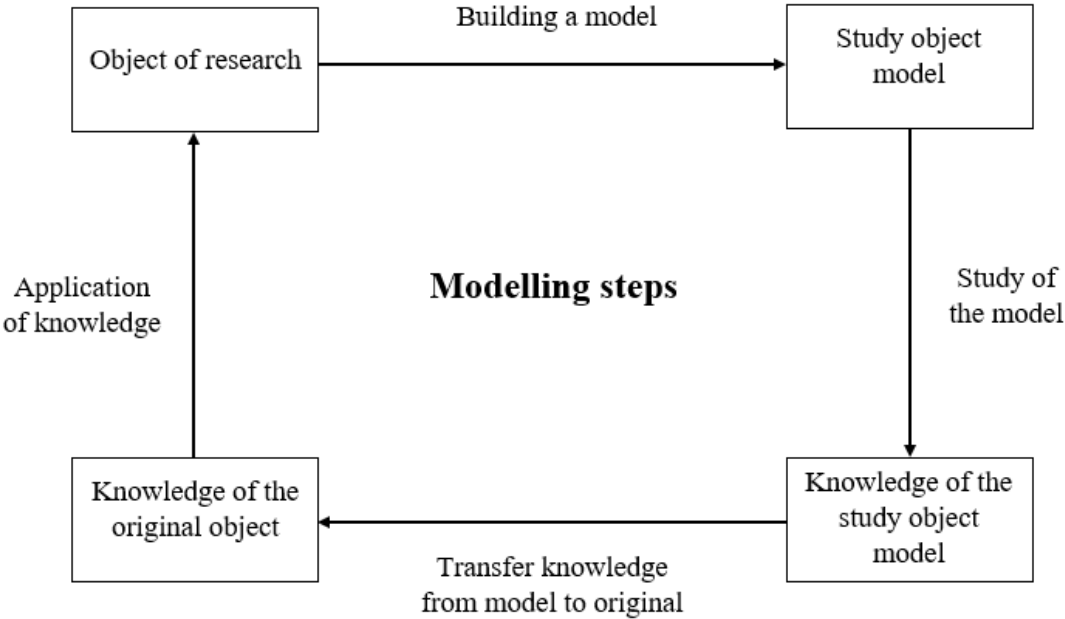 Building a model
Object of research
Study object
model
Application
of knowledge
Modelling steps
Study of
the model
Knowledge of the
original object
Knowledge of the
study object
model
Transfer knowledge
from model to original